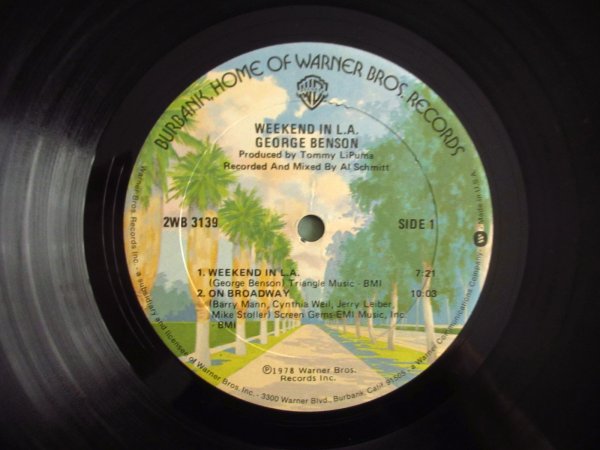 BURBANK, HOME OF WARNER BROS. RECORDS
WEEKEND IN L.A.
GEORGE BENSON
Produced by Tommy LiPuma
Recorded And Mixed By Al Schmitt
2WB 3139
SIDE 1
1. WEEKEND IN L.A. 7:21
(George Benson) Triangle Music - BMI
2. ON BROADWAY 10:03
(Barry Mann, Cynthia Weil, Jerry Leiber,
Mike Stoller) Screen Gems-EMI Music, Inc.
- BMI
℗©1978 Warner Bros.
Records Inc.
Warner Bros. Records Inc., a subsidiary and licensee of Warner Bros. Inc. - 3300 Warner Blvd., Burbank, Calif. 91505 - a Warner Communications Company
Made in U.S.A.